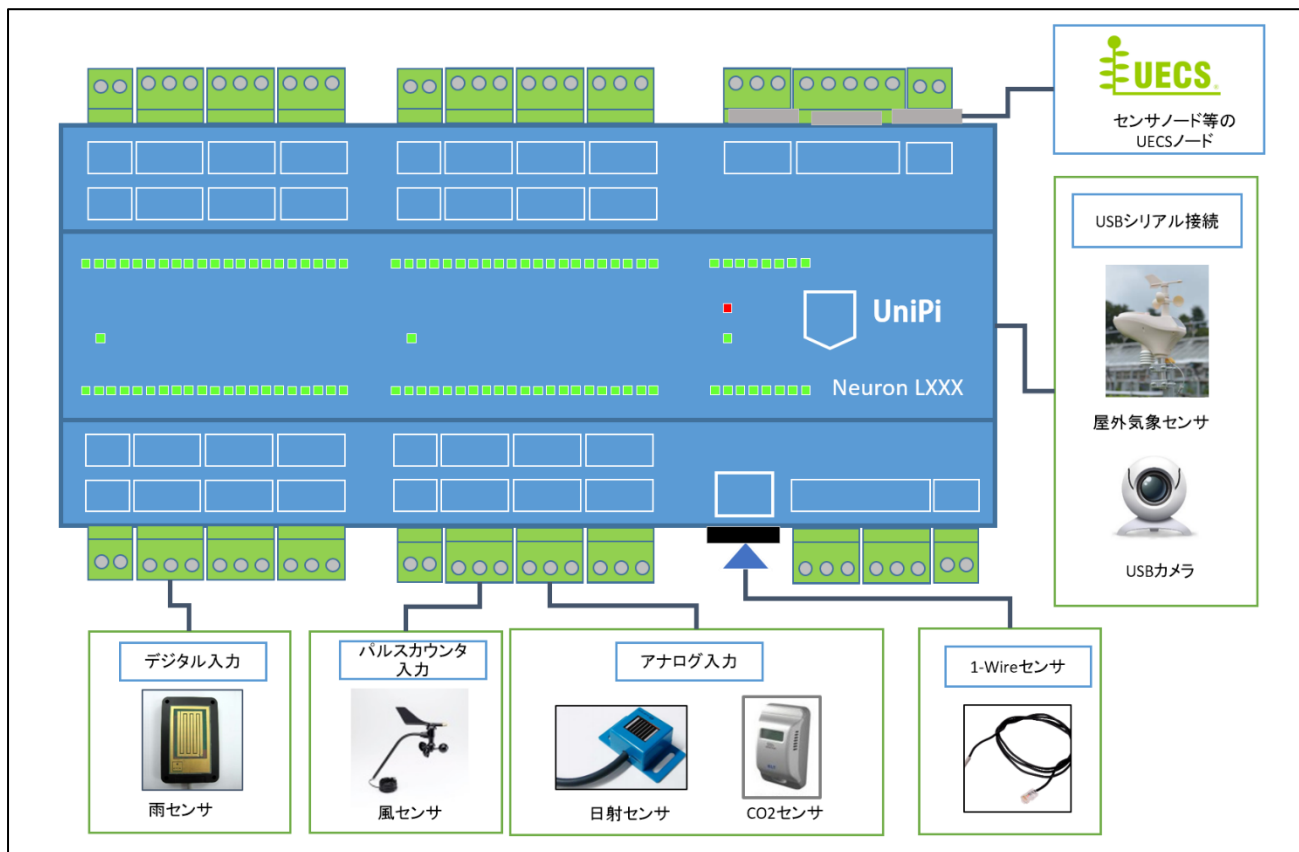 UECS
センサノード等の
UECSノード
USBシリアル接続
屋外気象センサ
USBカメラ
UniPi
Neuron LXXX
デジタル入力
雨センサ
パルスカウンタ
入力
風センサ
アナログ入力
日射センサ
CO2センサ
1-Wireセンサ